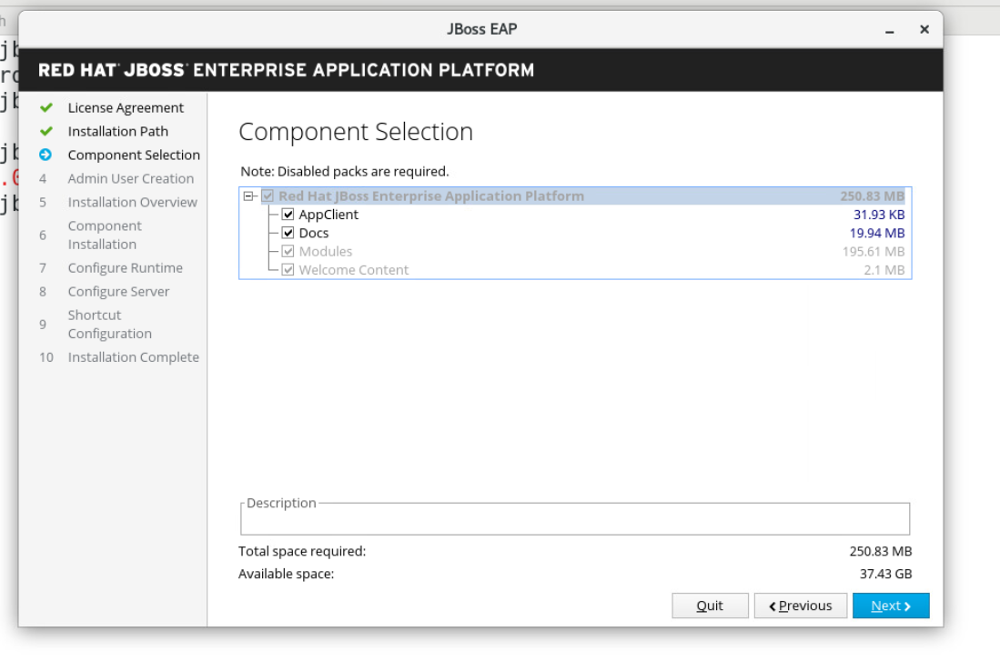 JBoss EAP
RED HAT JBOSS ENTERPRISE APPLICATION PLATFORM
License Agreement
Installation Path
Component Selection
4 Admin User Creation
5 Installation Overview
6 Component
Installation
7 Configure Runtime
8 Configure Server
9 Shortcut
Configuration
10 Installation Complete
Component Selection
Note: Disabled packs are required.
Red Hat JBoss Enterprise Application Platform 250.83 MB
AppClient 31.93 KB
Docs 19.94 MB
Modules 195.61 MB
Welcome Content 2.1 MB
Description
Total space required: 250.83 MB
Available space: 37.43 GB
Quit
Previous
Next